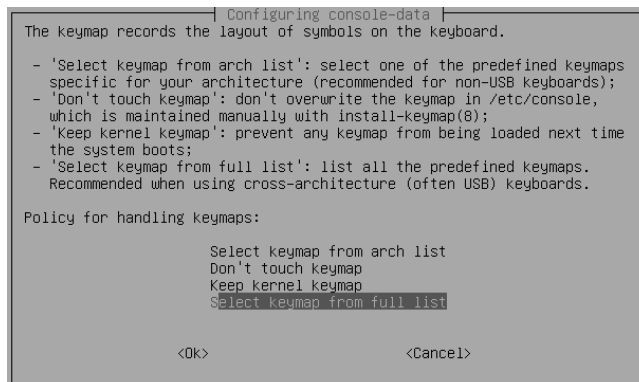 Configuring console-data
The keymap records the layout of symbols on the keyboard.
- 'Select keymap from arch list': select one of the predefined keymaps
specific for your architecture (recommended for non-USB keyboards);
- 'Don't touch keymap': don't overwrite the keymap in /etc/console,
which is maintained manually with install-keymap(8);
- 'Keep kernel keymap': prevent any keymap from being loaded next time
the system boots;
- 'Select keymap from full list': list all the predefined keymaps.
Recommended when using cross-architecture (often USB) keyboards.
Policy for handling keymaps:
Select keymap from arch list
Don't touch keymap
Keep kernel keymap
Select keymap from full list
<Ok> <Cancel>